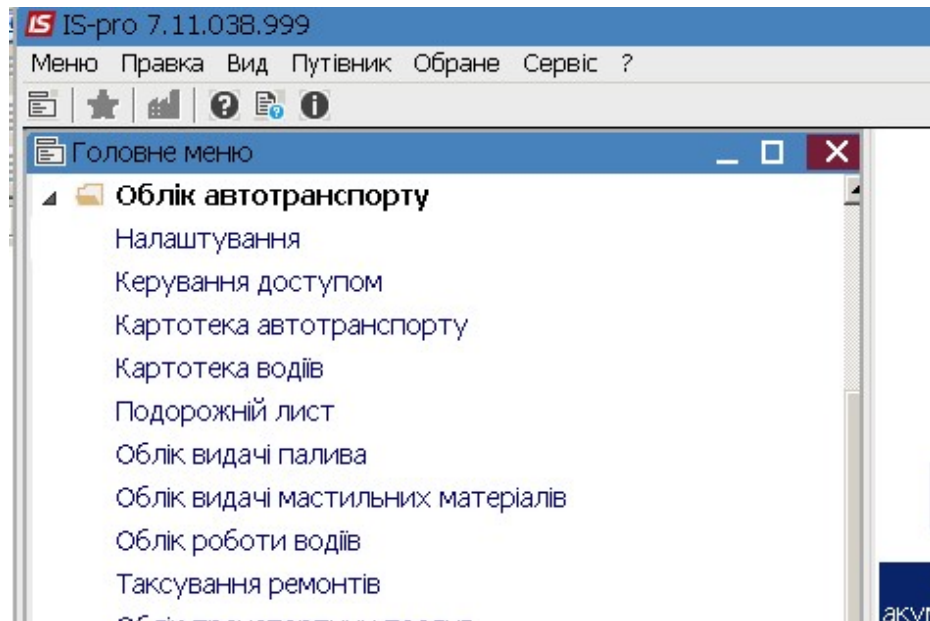 IS IS-pro 7.11.038.999
Меню Правка Вид Путівник Обране Сервіс ?
Головне меню
Облік автотранспорту
Налаштування
Керування доступом
Картотека автотранспорту
Картотека водіїв
Подорожній лист
Облік видачі палива
Облік видачі мастильних матеріалів
Облік роботи водіїв
Таксування ремонтів